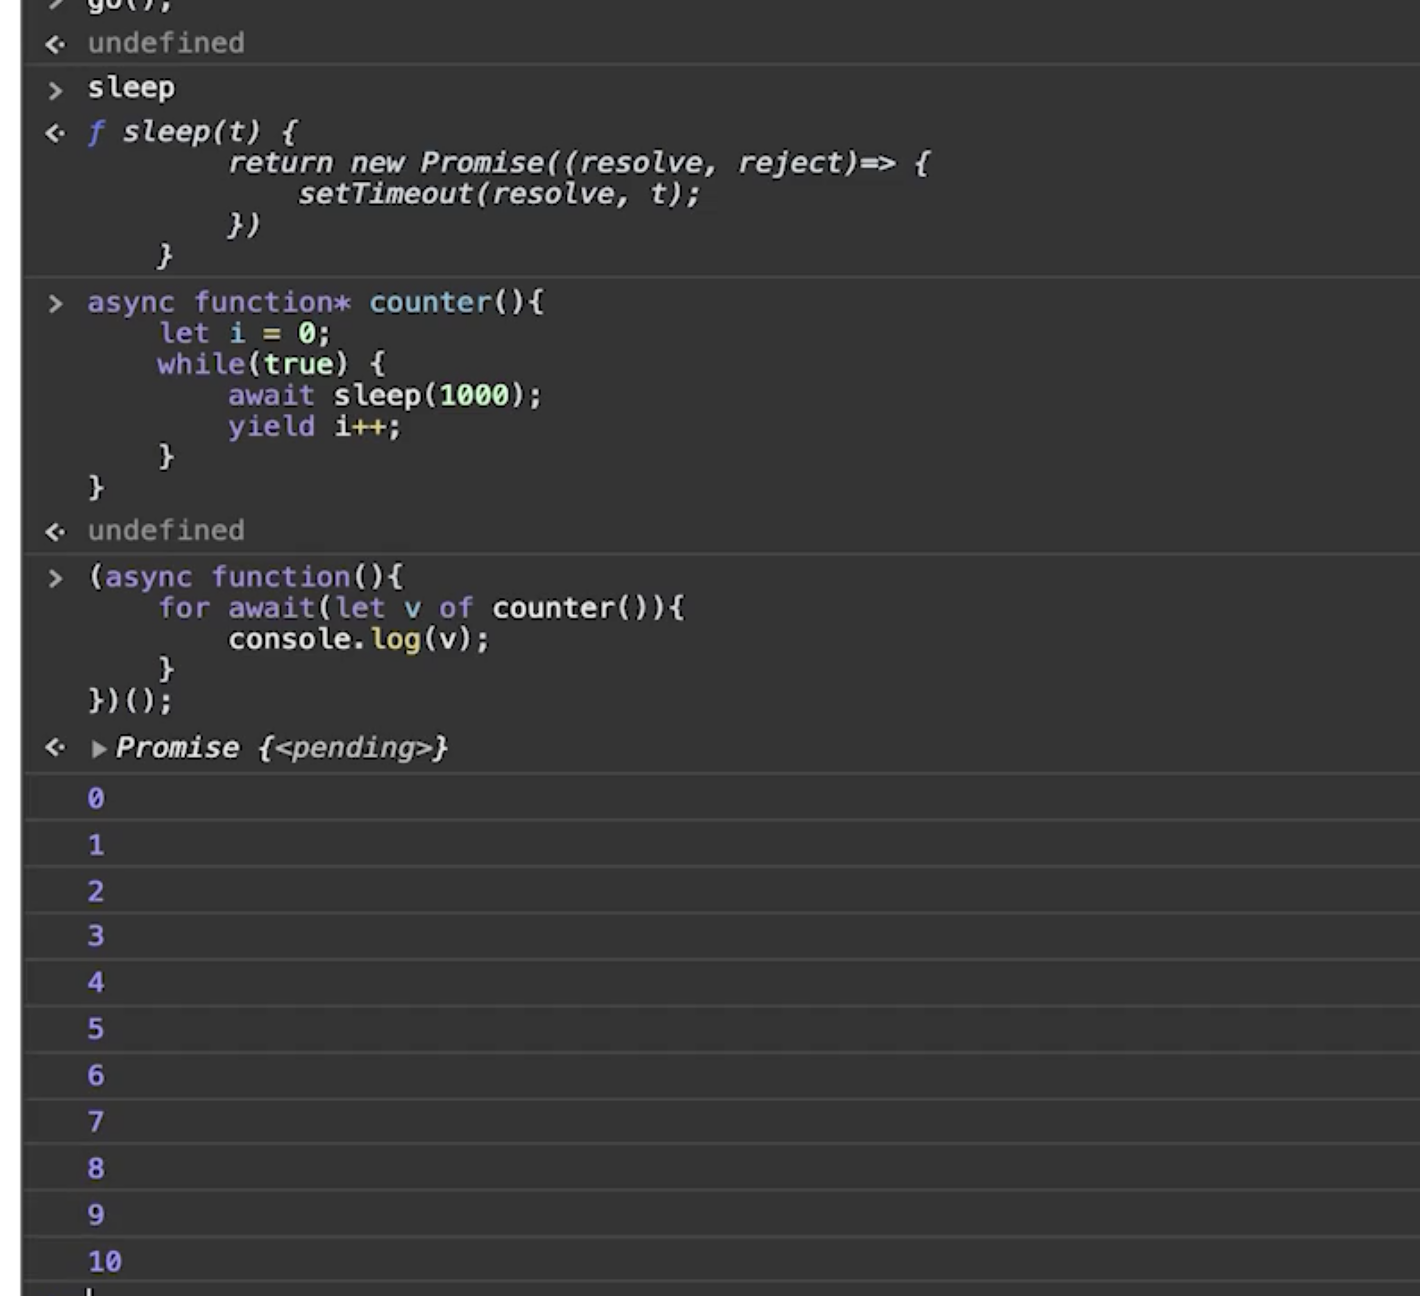 go();
undefined
sleep
ƒ sleep(t) {
        return new Promise((resolve, reject)=> {
            setTimeout(resolve, t);
        })
    }
async function* counter(){
    let i = 0;
    while(true) {
        await sleep(1000);
        yield i++;
    }
}
undefined
(async function(){
    for await(let v of counter()){
        console.log(v);
    }
})();
Promise {<pending>}
0
1
2
3
4
5
6
7
8
9
10